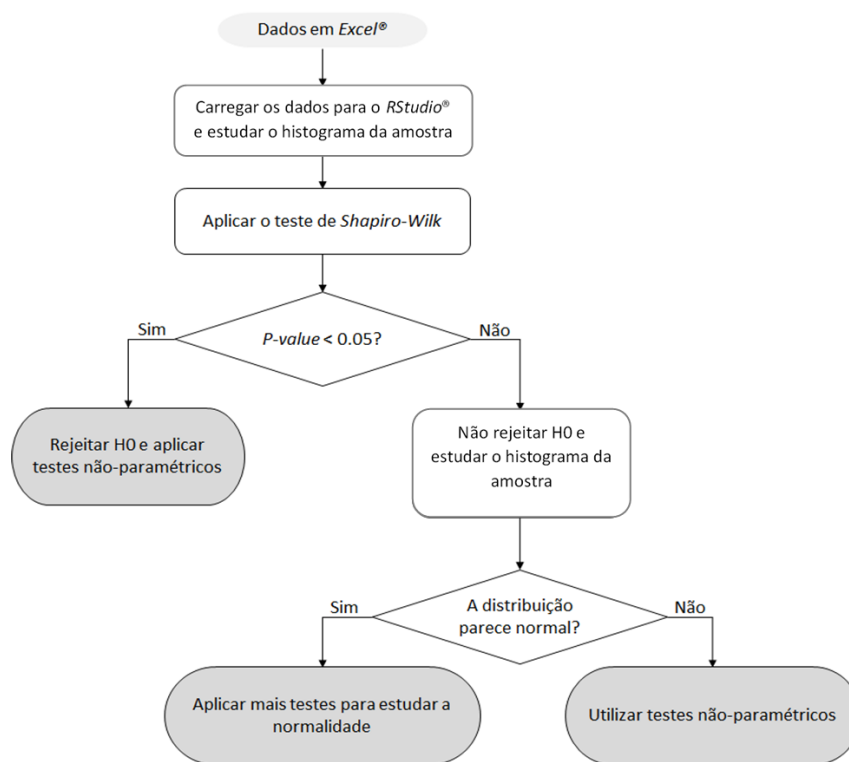 Dados em Excel®
Carregar os dados para o RStudio®
e estudar o histograma da amostra
Aplicar o teste de Shapiro-Wilk
Sim
P-value < 0.05?
Não
Rejeitar H0 e aplicar
testes não-paramétricos
Não rejeitar H0 e
estudar o histograma da
amostra
Sim
A distribuição
parece normal?
Não
Aplicar mais testes para estudar a
normalidade
Utilizar testes não-paramétricos